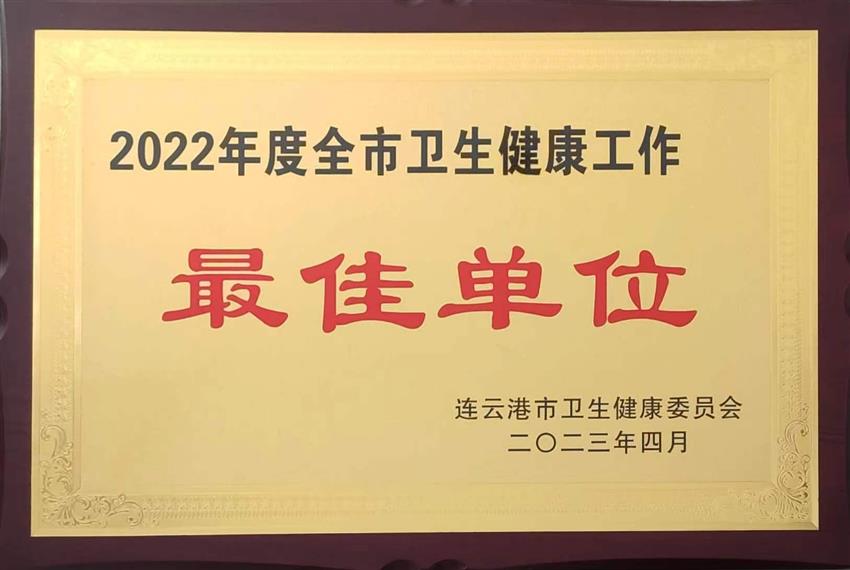 2022年度全市卫生健康工作
最佳单位
连云港市卫生健康委员会
二〇二三年四月